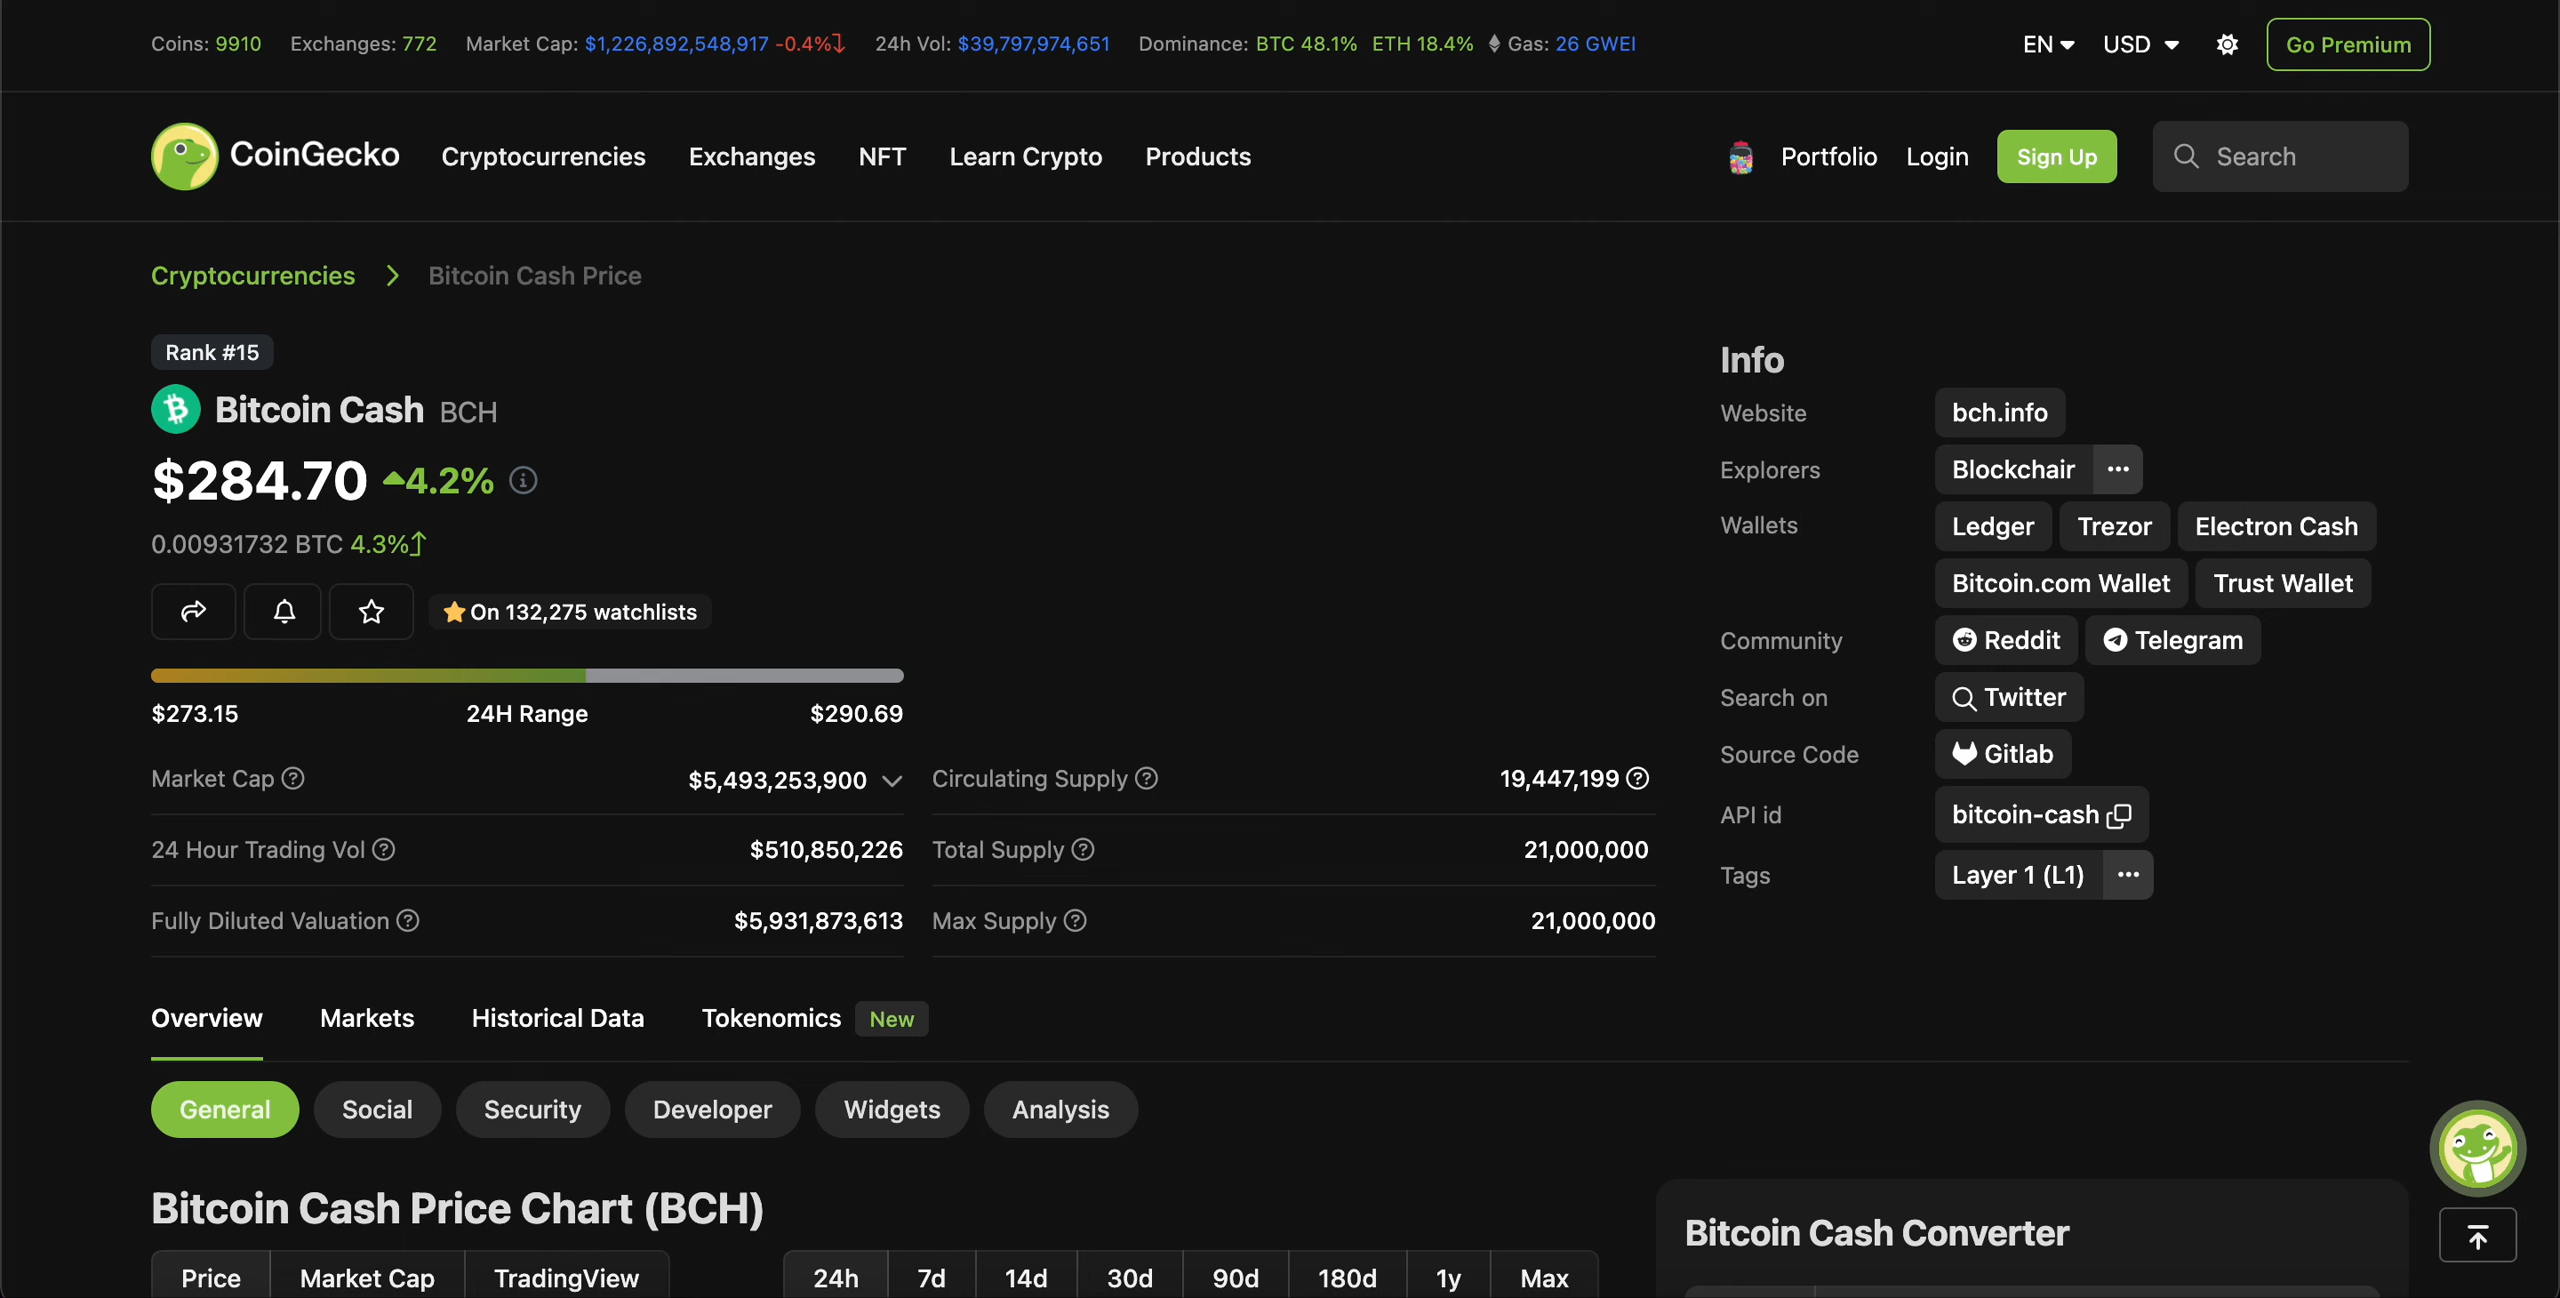 Coins: 9910 Exchanges: 772 Market Cap: $1,226,892,548,917 -0.4% 24h Vol: $39,797,974,651 Dominance: BTC 48.1% ETH 18.4% Gas: 26 GWEI EN USD Go Premium
CoinGecko Cryptocurrencies Exchanges NFT Learn Crypto Products Portfolio Login Sign Up Search
Cryptocurrencies Bitcoin Cash Price
Rank #15
Bitcoin Cash BCH
$284.70 4.2%
0.00931732 BTC 4.3%
On 132,275 watchlists
$273.15 24H Range $290.69
Market Cap $5,493,253,900
24 Hour Trading Vol $510,850,226
Fully Diluted Valuation $5,931,873,613
Circulating Supply 19,447,199
Total Supply 21,000,000
Max Supply 21,000,000
Info
Website bch.info
Explorers Blockchair
Wallets Ledger Trezor Electron Cash
Bitcoin.com Wallet Trust Wallet
Community Reddit Telegram
Search on Twitter
Source Code Gitlab
API id bitcoin-cash
Tags Layer 1 (L1)
Overview Markets Historical Data Tokenomics New
General Social Security Developer Widgets Analysis
Bitcoin Cash Price Chart (BCH)
Price Market Cap TradingView 24h 7d 14d 30d 90d 180d 1y Max
Bitcoin Cash Converter